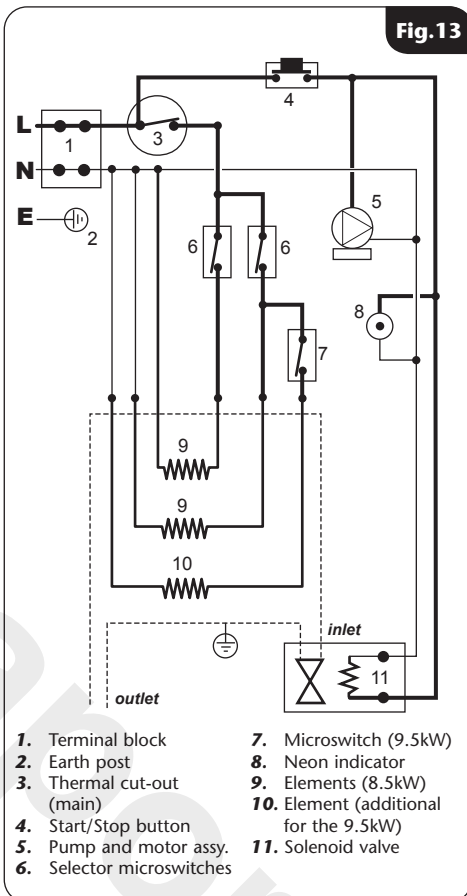 Fig.13
4
L
1
3
N
5
E
2
6
6
8
7
9
9
10
inlet
11
outlet
1. Terminal block
2. Earth post
3. Thermal cut-out
(main)
4. Start/Stop button
5. Pump and motor assy.
6. Selector microswitches
7. Microswitch (9.5kW)
8. Neon indicator
9. Elements (8.5kW)
10. Element (additional
for the 9.5kW)
11. Solenoid valve